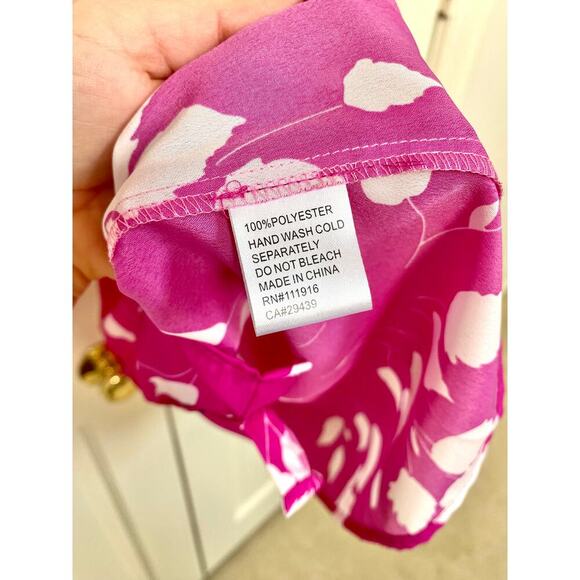 100%POLYESTER
HAND WASH COLD
SEPARATELY
DO NOT BLEACH
MADE IN CHINA
RN#111916
CA#29439